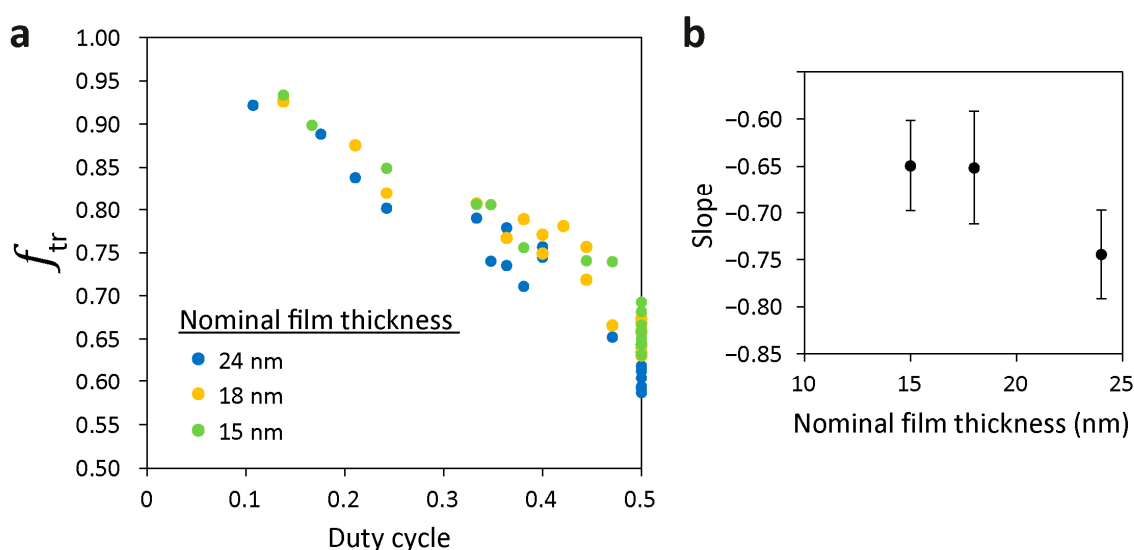 a
1.00
0.95
0.90
0.85
0.80
0.75
0.70
0.65
0.60
0.55
0.50
ftr
Nominal film thickness
24 nm
18 nm
15 nm
0 0.1 0.2 0.3 0.4 0.5
Duty cycle
b
−0.60
−0.65
−0.70
−0.75
−0.80
−0.85
Slope
10 15 20 25
Nominal film thickness (nm)